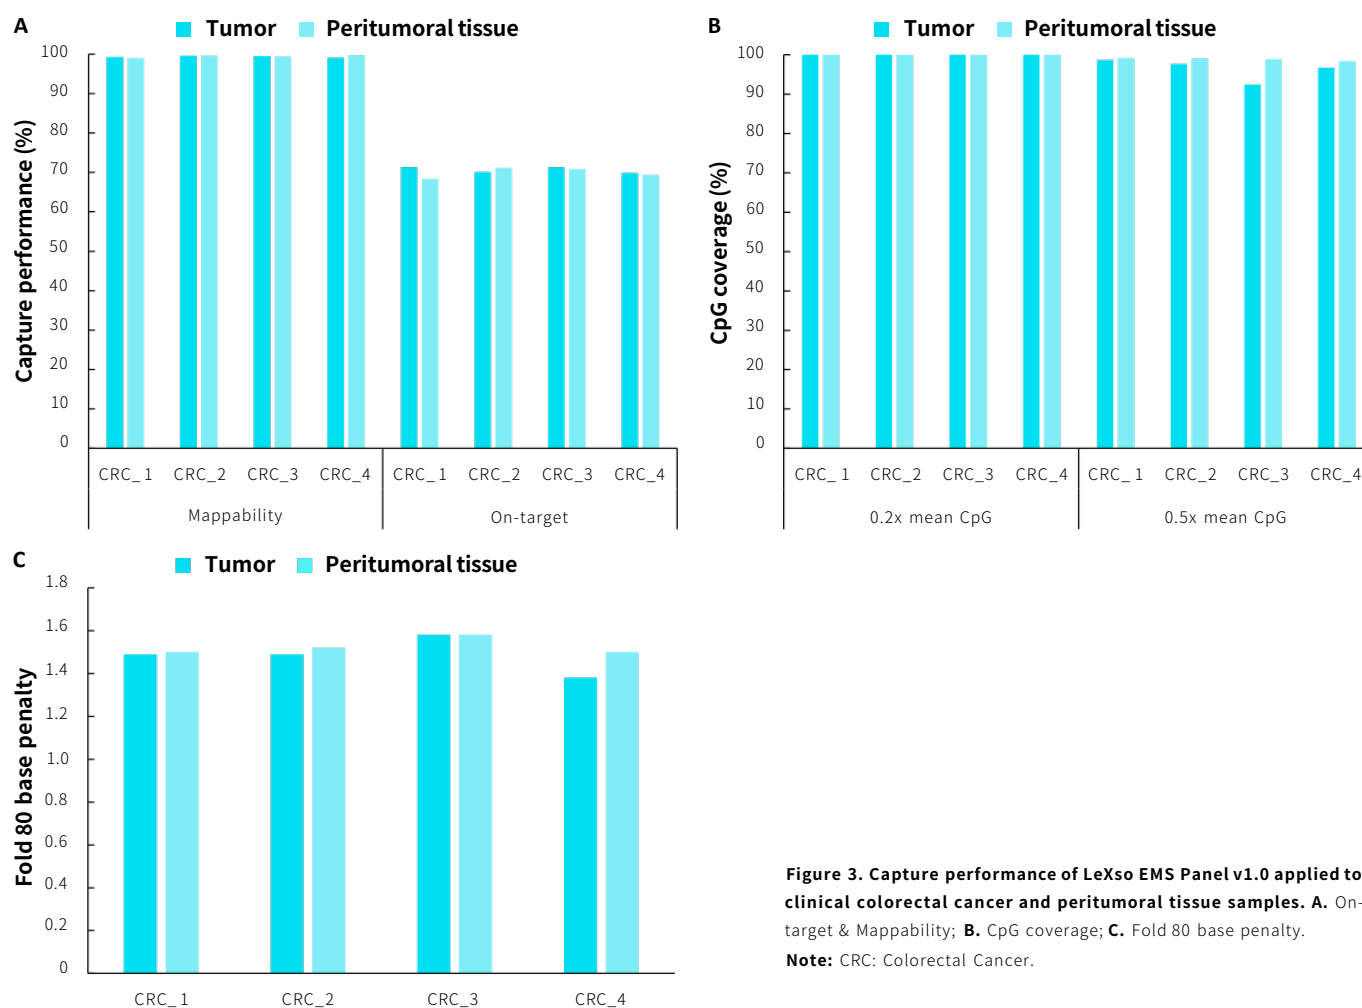 A
Tumor Peritumoral tissue
Capture performance (%)
100
90
80
70
60
50
40
30
20
10
0
CRC_1 CRC_2 CRC_3 CRC_4 CRC_1 CRC_2 CRC_3 CRC_4
Mappability On-target
B
Tumor Peritumoral tissue
CpG coverage (%)
100
90
80
70
60
50
40
30
20
10
0
CRC_1 CRC_2 CRC_3 CRC_4 CRC_1 CRC_2 CRC_3 CRC_4
0.2x mean CpG 0.5x mean CpG
C
Tumor Peritumoral tissue
Fold 80 base penalty
1.8
1.6
1.4
1.2
1.0
0.8
0.6
0.4
0.2
0
CRC_1 CRC_2 CRC_3 CRC_4
Figure 3. Capture performance of LeXso EMS Panel v1.0 applied to
clinical colorectal cancer and peritumoral tissue samples. A. On-
target & Mappability; B. CpG coverage; C. Fold 80 base penalty.
Note: CRC: Colorectal Cancer.